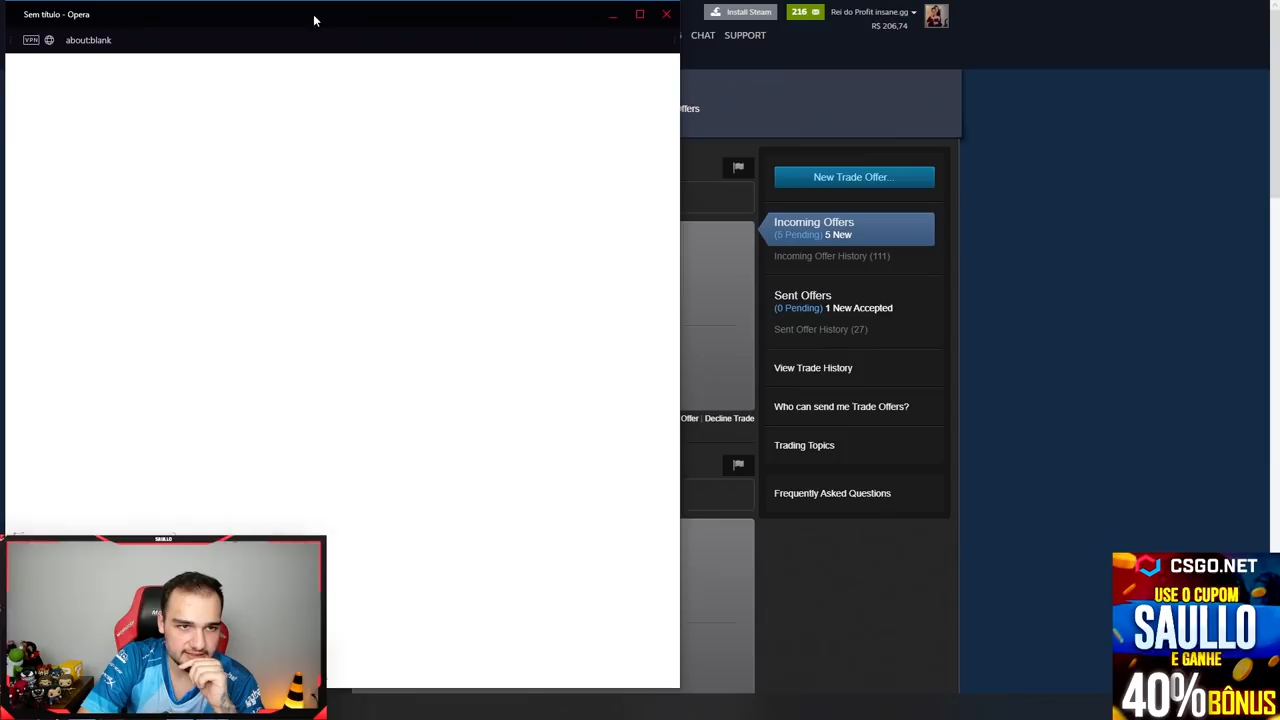 Sem título - Opera
VPN
about:blank
Install Steam
216
Rei do Profit insane.gg
R$ 206,74
CHAT
SUPPORT
ffers
New Trade Offer...
Incoming Offers
(5 Pending) 5 New
Incoming Offer History (111)
Sent Offers
(0 Pending) 1 New Accepted
Sent Offer History (27)
View Trade History
Who can send me Trade Offers?
Offer | Decline Trade
Trading Topics
Frequently Asked Questions
SAULLO
CSGO.NET
USE O CUPOM
SAULLO
E GANHE
40% BÔNUS